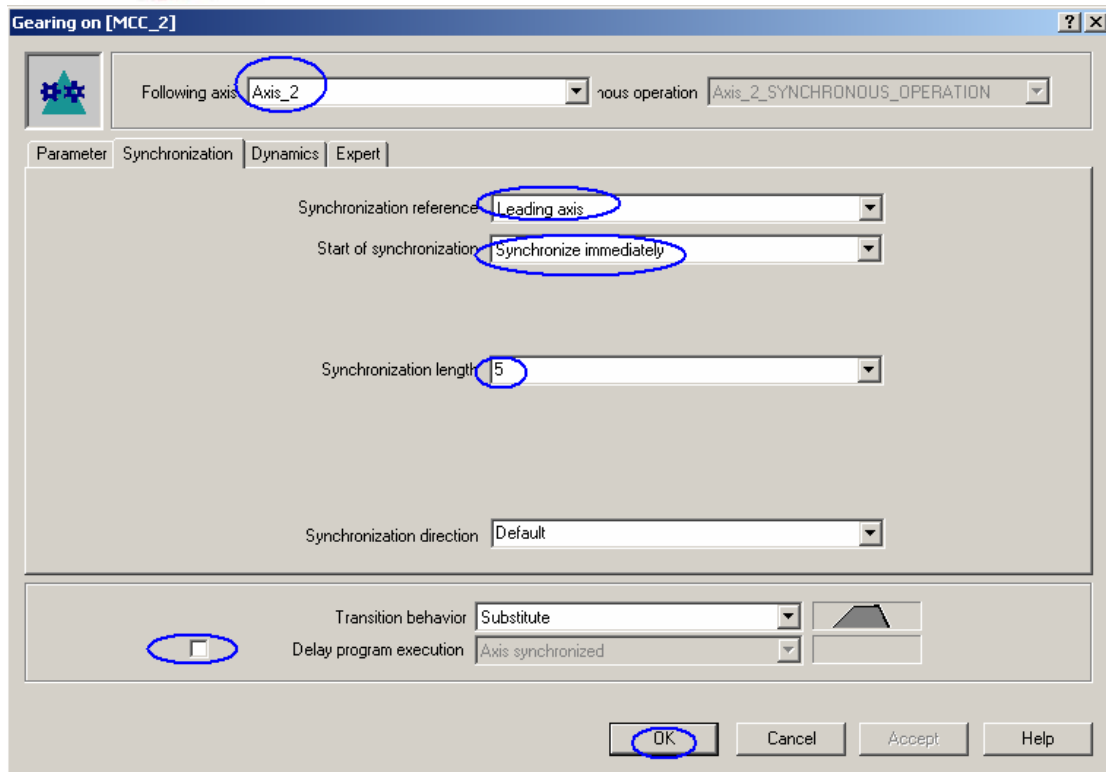 Gearing on [MCC_2]
Following axis Axis_2 nous operation Axis_2_SYNCHRONOUS_OPERATION
Parameter Synchronization Dynamics Expert
Synchronization reference Leading axis
Start of synchronization Synchronize immediately
Synchronization length 5
Synchronization direction Default
Transition behavior Substitute
Delay program execution Axis synchronized
OK Cancel Accept Help